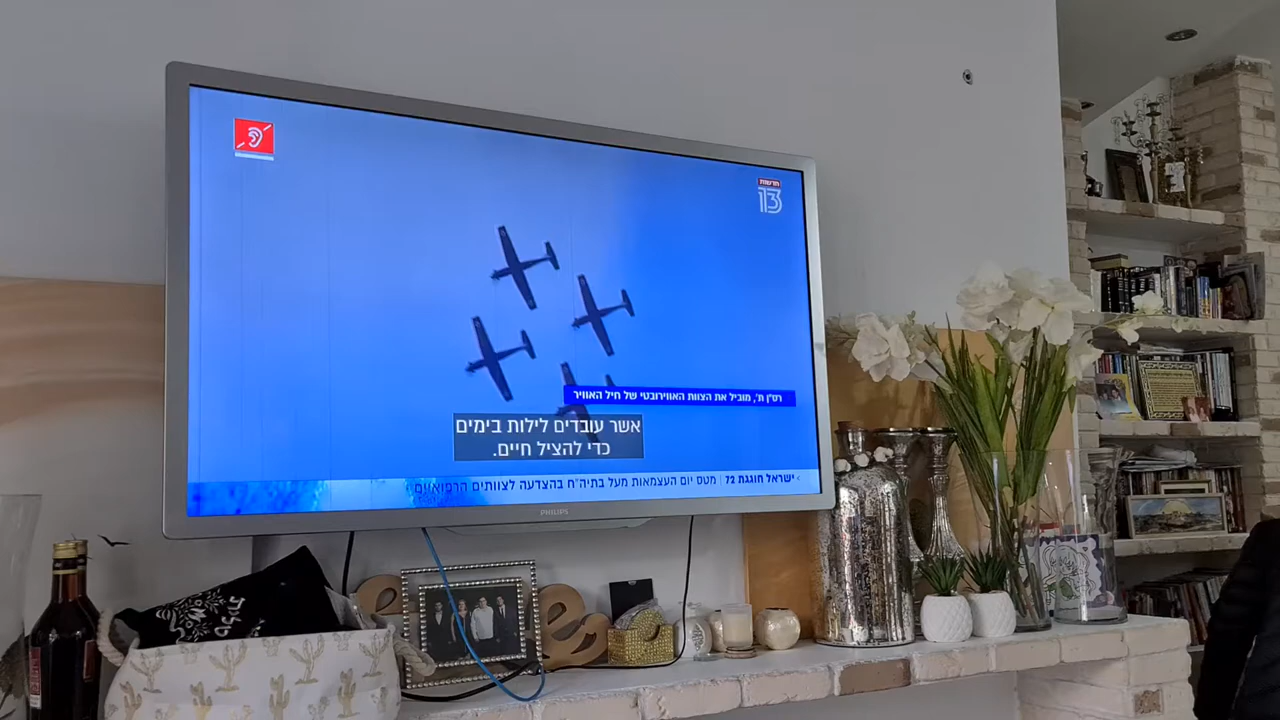 חדשות
13
רס"ן ת', מוביל את הצוות האווירובטי של חיל האוויר
אשר עובדים לילות בימים
כדי להציל חיים.
ישראל חוגגת 72 | מטס יום העצמאות מעל בתיה"ח בהצדעה לצוותים הרפואיים
PHILIPS